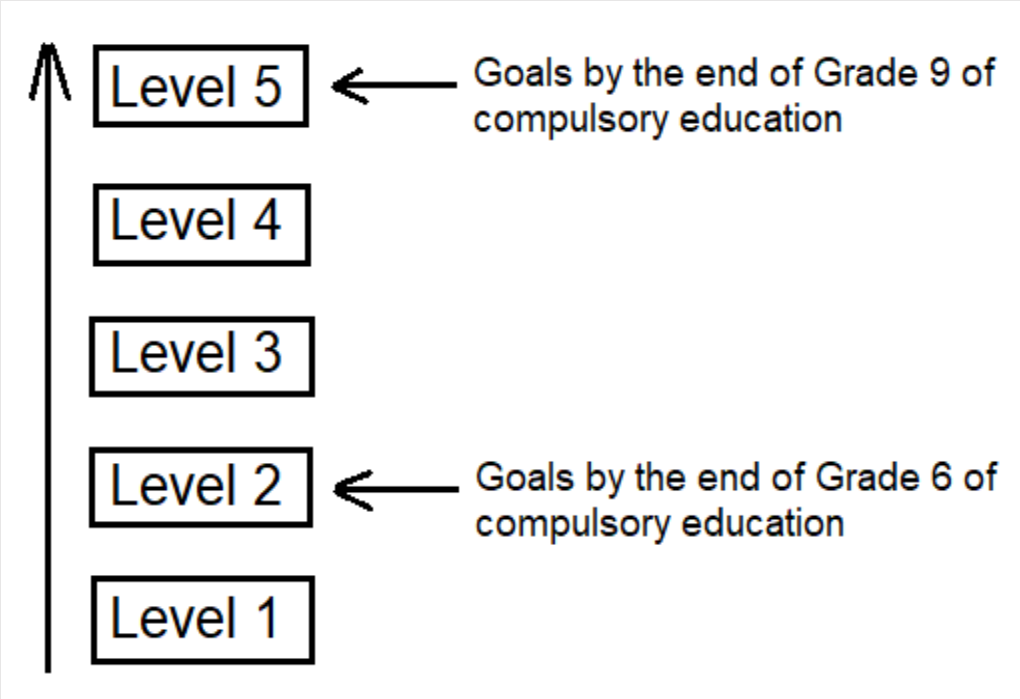 Level 5
Goals by the end of Grade 9 of
compulsory education
Level 4
Level 3
Level 2
Goals by the end of Grade 6 of
compulsory education
Level 1